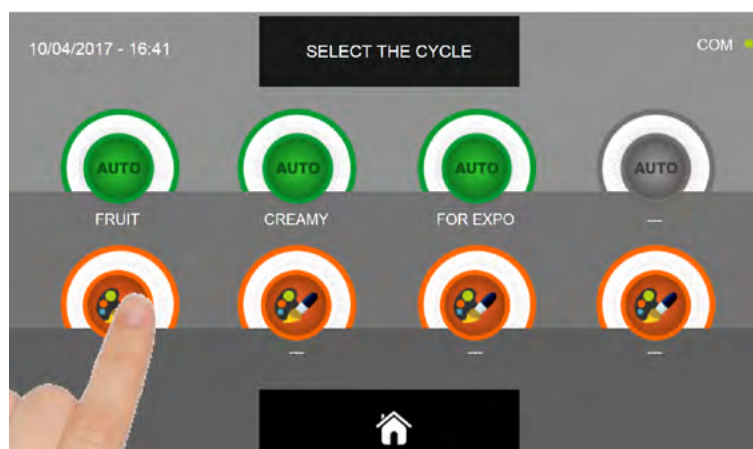 10/04/2017 - 16:41
SELECT THE CYCLE
COM
AUTO
AUTO
AUTO
AUTO
FRUIT
CREAMY
FOR EXPO
---
---
---
---